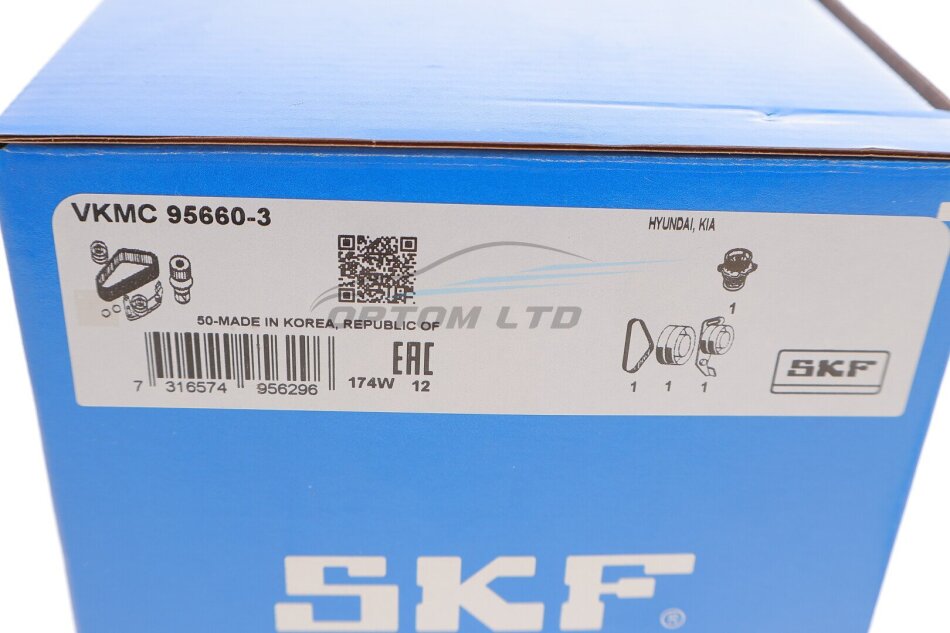 VKMC 95660-3
HYUNDAI, KIA
1
OPTOM LTD
50-MADE IN KOREA, REPUBLIC OF
7 316574 956296
174W 12
EAC
1 1 1
SKF
SKF®